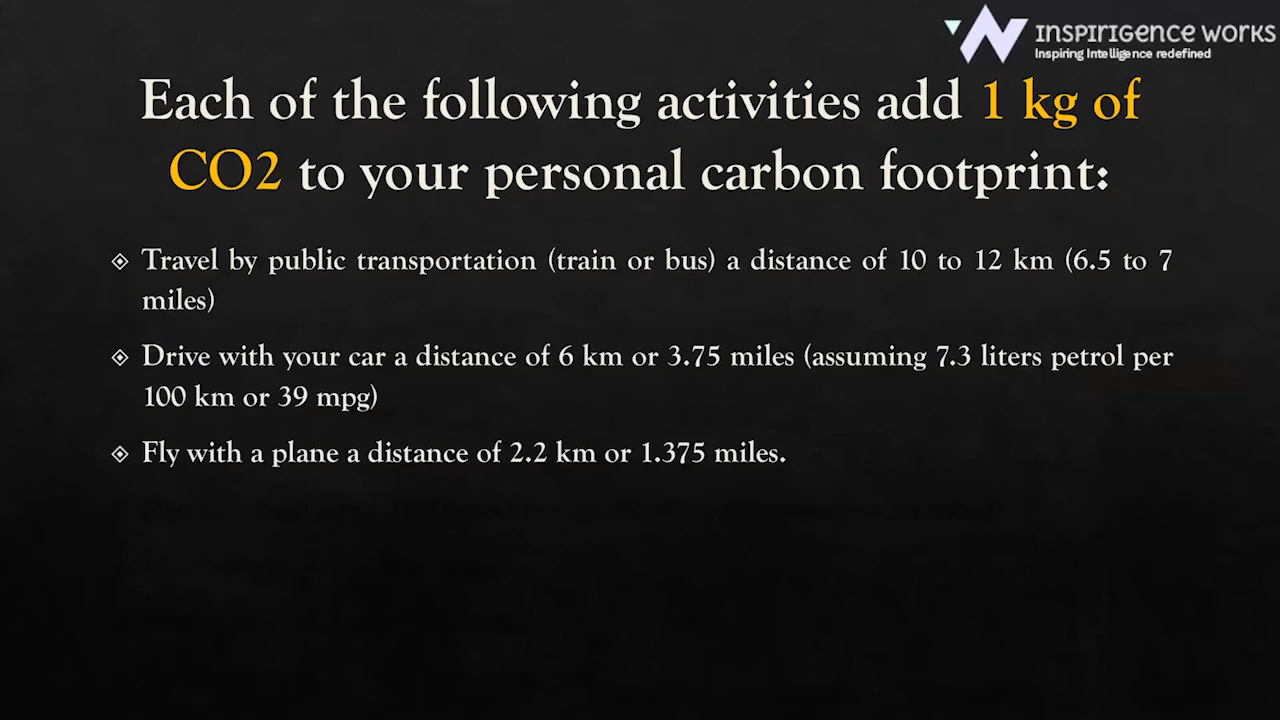 INSPIRIGENCE WORKS
Inspiring Intelligence redefined
Each of the following activities add 1 kg of
CO2 to your personal carbon footprint:
Travel by public transportation (train or bus) a distance of 10 to 12 km (6.5 to 7
miles)
Drive with your car a distance of 6 km or 3.75 miles (assuming 7.3 liters petrol per
100 km or 39 mpg)
Fly with a plane a distance of 2.2 km or 1.375 miles.